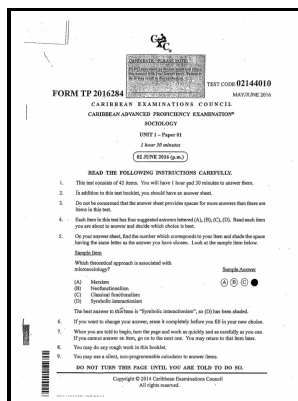 TEST CODE 02144010
FORM TP 2016284
MAY/JUNE 2016
CARIBBEAN EXAMINATIONS COUNCIL
CARIBBEAN ADVANCED PROFICIENCY EXAMINATION®
SOCIOLOGY
UNIT 1 – Paper 01
1 hour 30 minutes
02 JUNE 2016 (p.m.)
READ THE FOLLOWING INSTRUCTIONS CAREFULLY.
1. This test consists of 45 items. You will have 1 hour and 30 minutes to answer them.
2. In addition to this test booklet, you should have an answer sheet.
3. Do not be concerned that the answer sheet provides spaces for more answers than there are
items in this test.
4. Each item in this test has four suggested answers lettered (A), (B), (C), (D). Read each item
you are about to answer and decide which choice is best.
5. On your answer sheet, find the number which corresponds to your item and shade the space
having the same letter as the answer you have chosen. Look at the sample item below.
Sample Item
Which theoretical approach is associated with
microsociology?
Sample Answer
(A) Marxism
(B) Neofunctionalism
(C) Classical functionalism
(D) Symbolic interactionism
A B C
The best answer to this item is "Symbolic interactionism", so (D) has been shaded.
6. If you want to change your answer, erase it completely before you fill in your new choice.
7. When you are told to begin, turn the page and work as quickly and as carefully as you can.
If you cannot answer an item, go on to the next one. You may return to that item later.
8. You may do any rough work in this booklet.
9. You may use a silent, non-programmable calculator to answer items.
DO NOT TURN THIS PAGE UNTIL YOU ARE TOLD TO DO SO.
Copyright © 2014 Caribbean Examinations Council
All rights reserved.